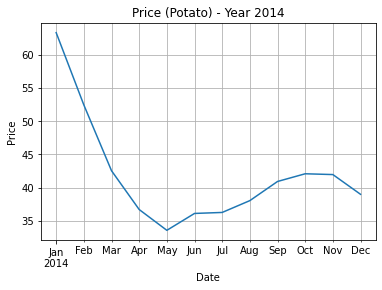 Price (Potato) - Year 2014
Price
60
55
50
45
40
35
Jan Feb Mar Apr May Jun Jul Aug Sep Oct Nov Dec
2014
Date